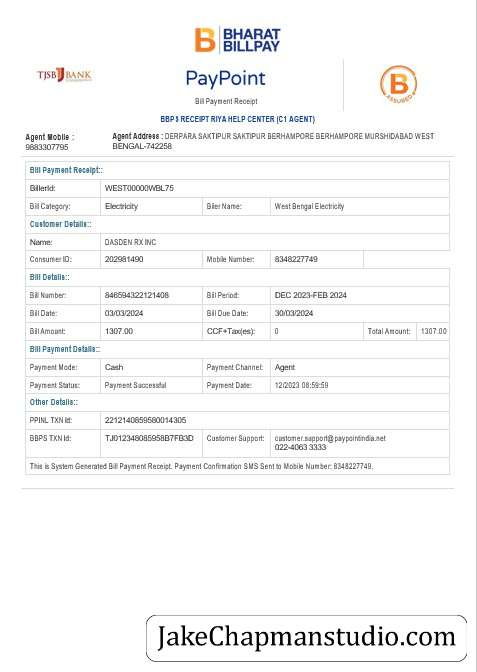 BHARAT
BILLPAY
TJSB BANK
PayPoint
ASSURED
Bill Payment Receipt
BBPS RECEIPT RIYA HELP CENTER (C1 AGENT)
Agent Mobile : 9883307795
Agent Address : DERPARA SAKTIPUR SAKTIPUR BERHAMPORE BERHAMPORE MURSHIDABAD WEST
BENGAL-742258
Bill Payment Receipt::
BillerId: WEST00000WBL75
Bill Category: Electricity Biler Name: West Bengal Electricity
Customer Details::
Name: DASDEN RX INC
Consumer ID: 202981490 Mobile Number: 8348227749
Bill Details::
Bill Number: 846594322121408 Bill Period: DEC 2023-FEB 2024
Bill Date: 03/03/2024 Bill Due Date: 30/03/2024
Bill Amount: 1307.00 CCF+Tax(es): 0 Total Amount: 1307.00
Bill Payment Details::
Payment Mode: Cash Payment Channel: Agent
Payment Status: Payment Successful Payment Date: 12/2023 08:59:59
Other Details::
PPINL TXN Id: 2212140859580014305
BBPS TXN Id: TJ012348085958B7FB3D Customer Support: customer.support@paypointindia.net
022-4063 3333
This is System Generated Bill Payment Receipt. Payment Confirmation SMS Sent to Mobile Number: 8348227749.
JakeChapmanstudio.com